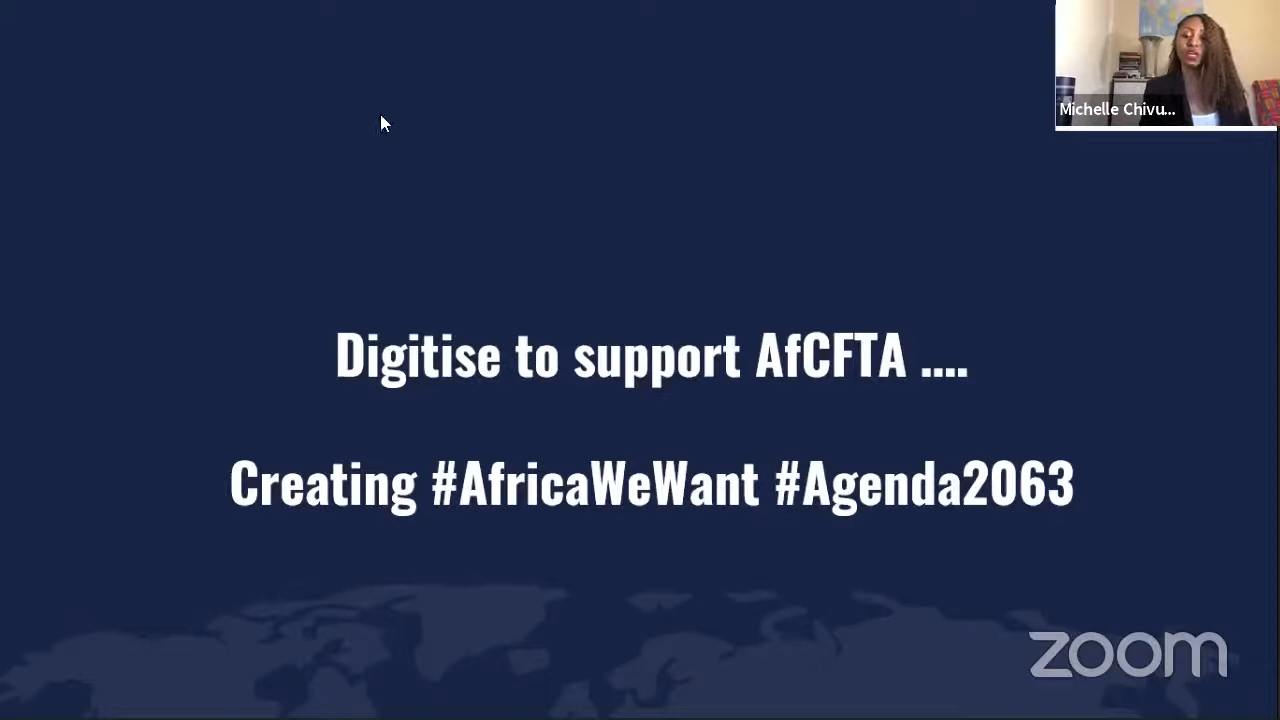 Michelle Chivu...
Digitise to support AfCFTA ....
Creating #AfricaWeWant #Agenda2063
zoom